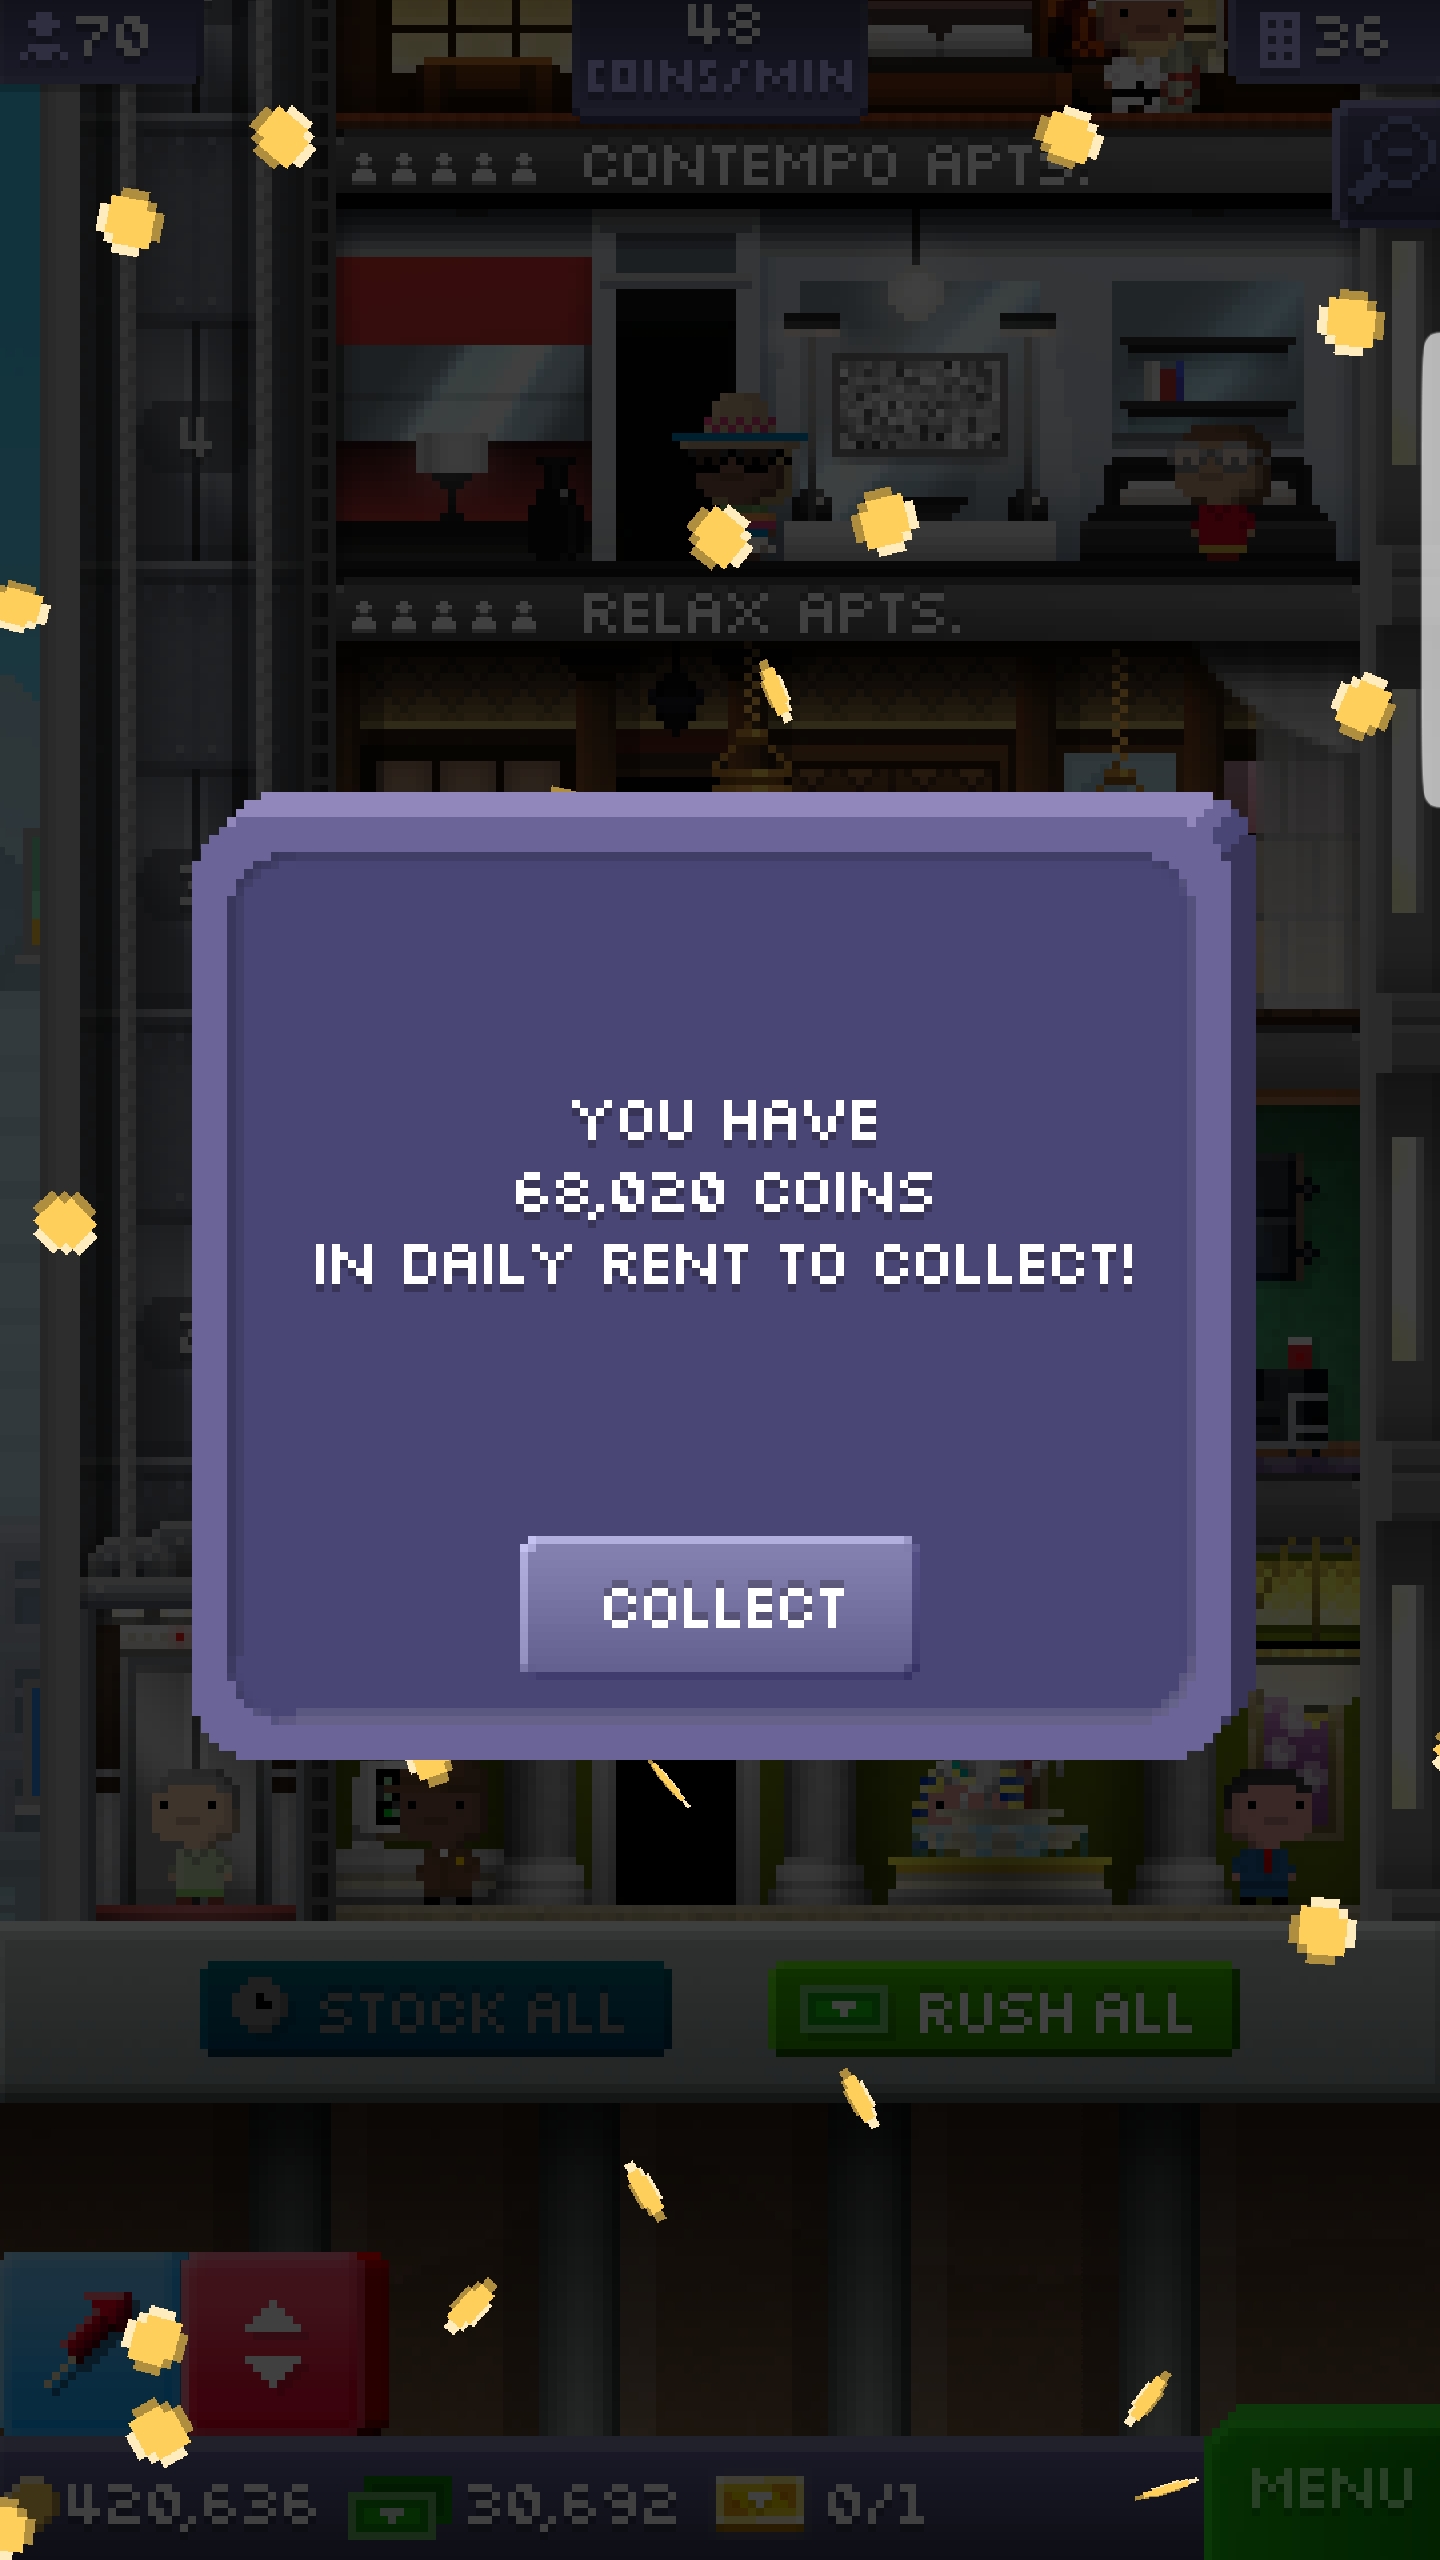 70
48
COINS/MIN
36
CONTEMPO APTS.
4
RELAX APTS.
YOU HAVE
68,020 COINS
IN DAILY RENT TO COLLECT!
COLLECT
STOCK ALL
RUSH ALL
420,636
30,692
0/1
MENU